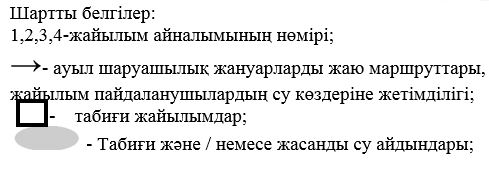 Шартты белгілер:
1,2,3,4-жайылым айналымының нөмірі;
→- ауыл шаруашылық жануарларды жаю маршруттары,
жайылым пайдаланушылардың су көздеріне жетімділігі;
- табиғи жайылымдар;
- Табиғи және / немесе жасанды су айдындары;